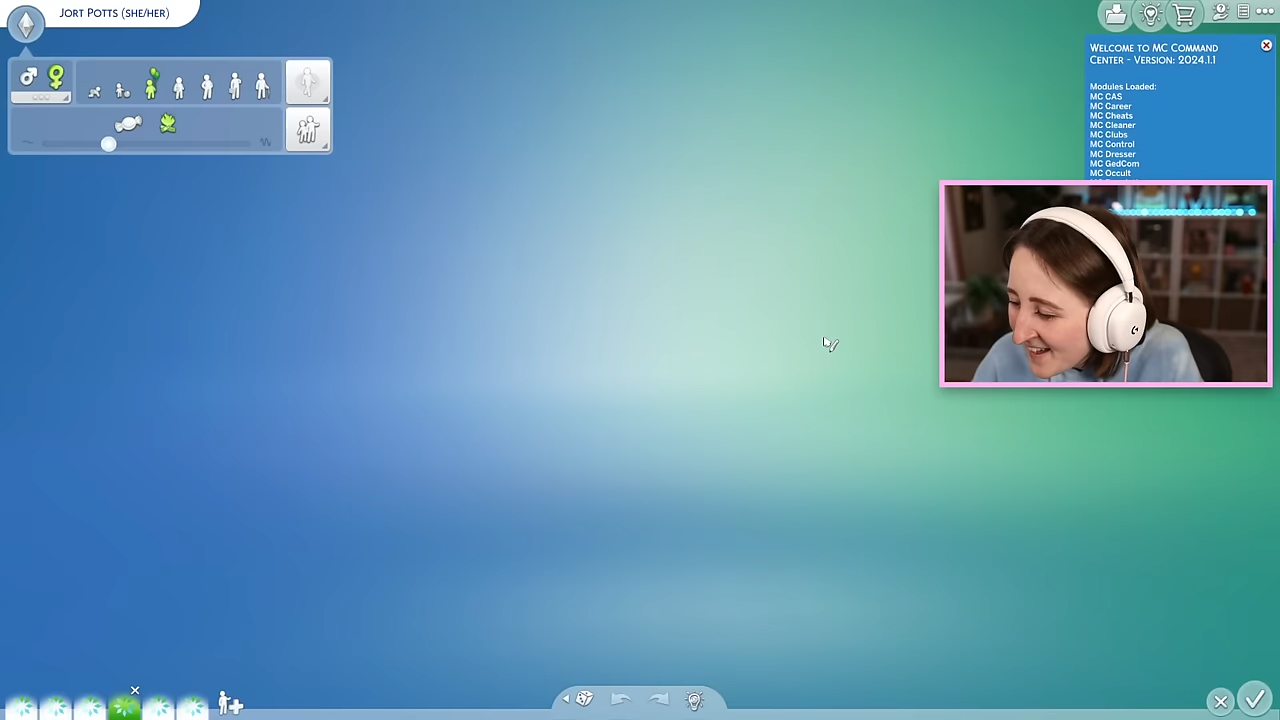 Jort Potts (she/her)
Welcome to MC Command
Center - Version: 2024.1.1
Modules Loaded:
MC CAS
MC Career
MC Cheats
MC Cleaner
MC Clubs
MC Control
MC Dresser
MC GedCom
MC Occult